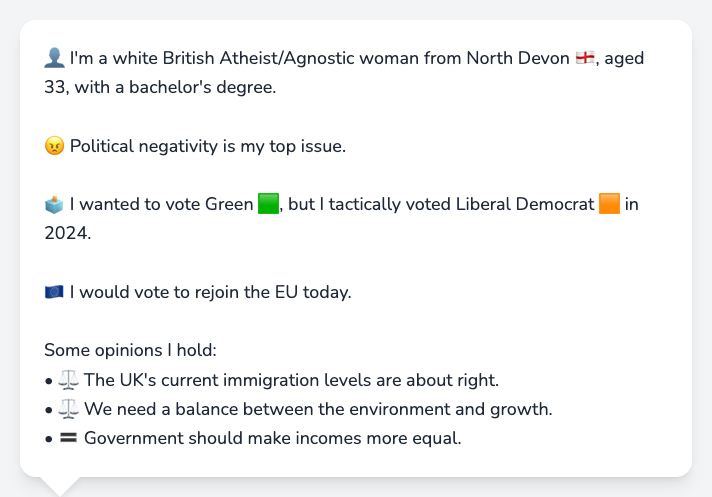 👤 I'm a white British Atheist/Agnostic woman from North Devon 🏴󠁧󠁢󠁥󠁮󠁧󠁿, aged
33, with a bachelor's degree.
😠 Political negativity is my top issue.
🗳️ I wanted to vote Green 🟩, but I tactically voted Liberal Democrat 🟧 in
2024.
🇪🇺 I would vote to rejoin the EU today.
Some opinions I hold:
• ⚖️ The UK's current immigration levels are about right.
• ⚖️ We need a balance between the environment and growth.
• 🟰 Government should make incomes more equal.